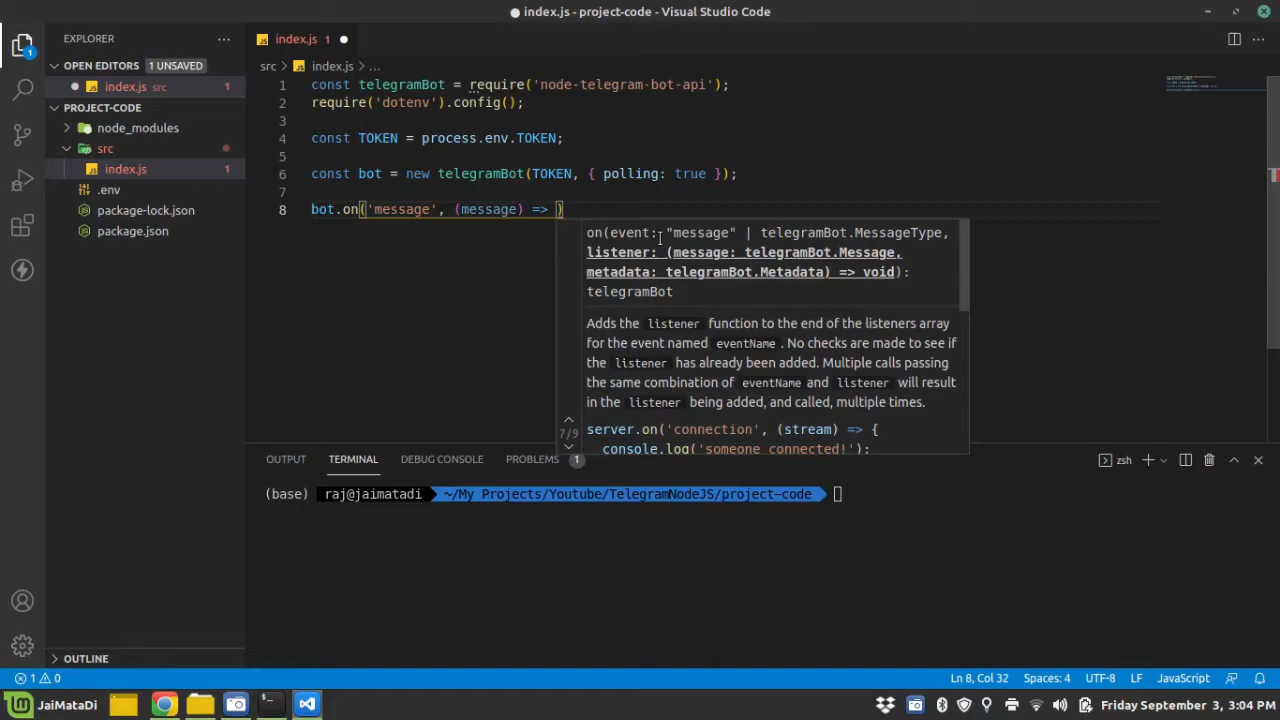 index.js - project-code - Visual Studio Code
EXPLORER
OPEN EDITORS 1 UNSAVED
index.js src 1
PROJECT-CODE
node_modules
src
index.js 1
.env
package-lock.json
package.json
OUTLINE
index.js 1
src > index.js > ...
1 const telegramBot = require('node-telegram-bot-api');
2 require('dotenv').config();
3
4 const TOKEN = process.env.TOKEN;
5
6 const bot = new telegramBot(TOKEN, { polling: true });
7
8 bot.on('message', (message) => )
on(event: "message" | telegramBot.MessageType,
listener: (message: telegramBot.Message,
metadata: telegramBot.Metadata) => void):
telegramBot
Adds the listener function to the end of the listeners array
for the event named eventName . No checks are made to see if
the listener has already been added. Multiple calls passing
the same combination of eventName and listener will result
in the listener being added, and called, multiple times.
7/9
server.on('connection', (stream) => {
console.log('someone connected!');
OUTPUT TERMINAL DEBUG CONSOLE PROBLEMS 1
zsh
(base) raj@jaimatadi ~/My Projects/Youtube/TelegramNodeJS/project-code
1 0
Ln 8, Col 32 Spaces: 4 UTF-8 LF JavaScript
JaiMataDi
Friday September 3, 3:04 PM